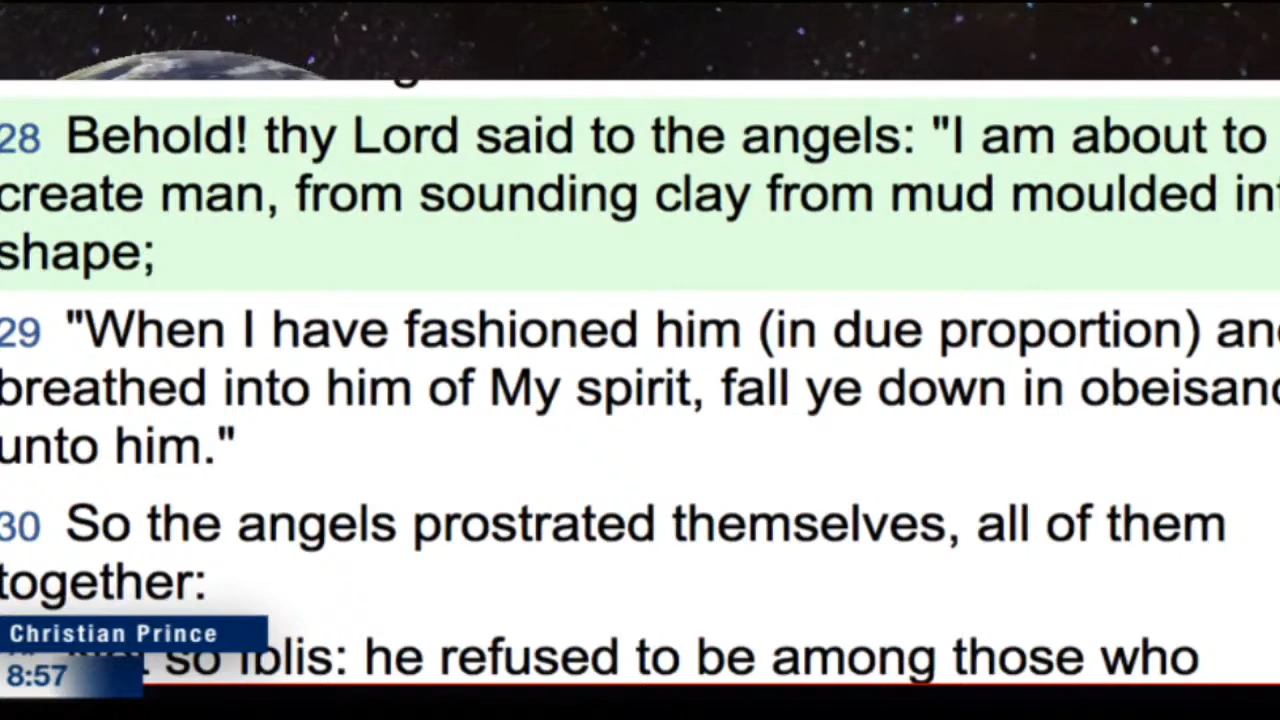 28 Behold! thy Lord said to the angels: "I am about to
create man, from sounding clay from mud moulded int
shape;
29 "When I have fashioned him (in due proportion) and
breathed into him of My spirit, fall ye down in obeisanc
unto him."
30 So the angels prostrated themselves, all of them
together:
so Iblis: he refused to be among those who
Christian Prince
8:57